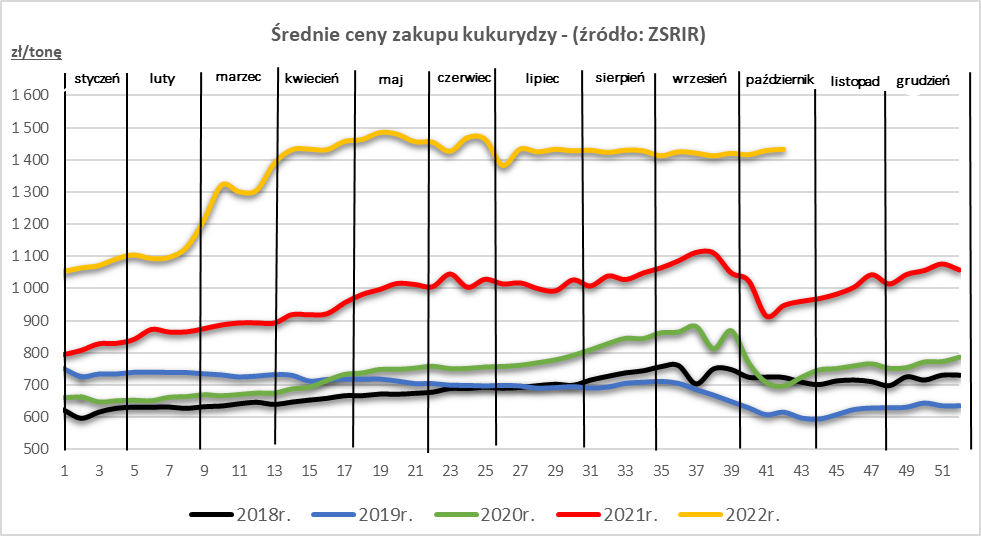 Średnie ceny zakupu kukurydzy - (źródło: ZSRIR)
zł/tonę
styczeń luty marzec kwiecień maj czerwiec lipiec sierpień wrzesień październik listopad grudzień
1 600
1 500
1 400
1 300
1 200
1 100
1 000
900
800
700
600
500
1 3 5 7 9 11 13 15 17 19 21 23 25 27 29 31 33 35 37 39 41 43 45 47 49 51
2018r. 2019r. 2020r. 2021r. 2022r.